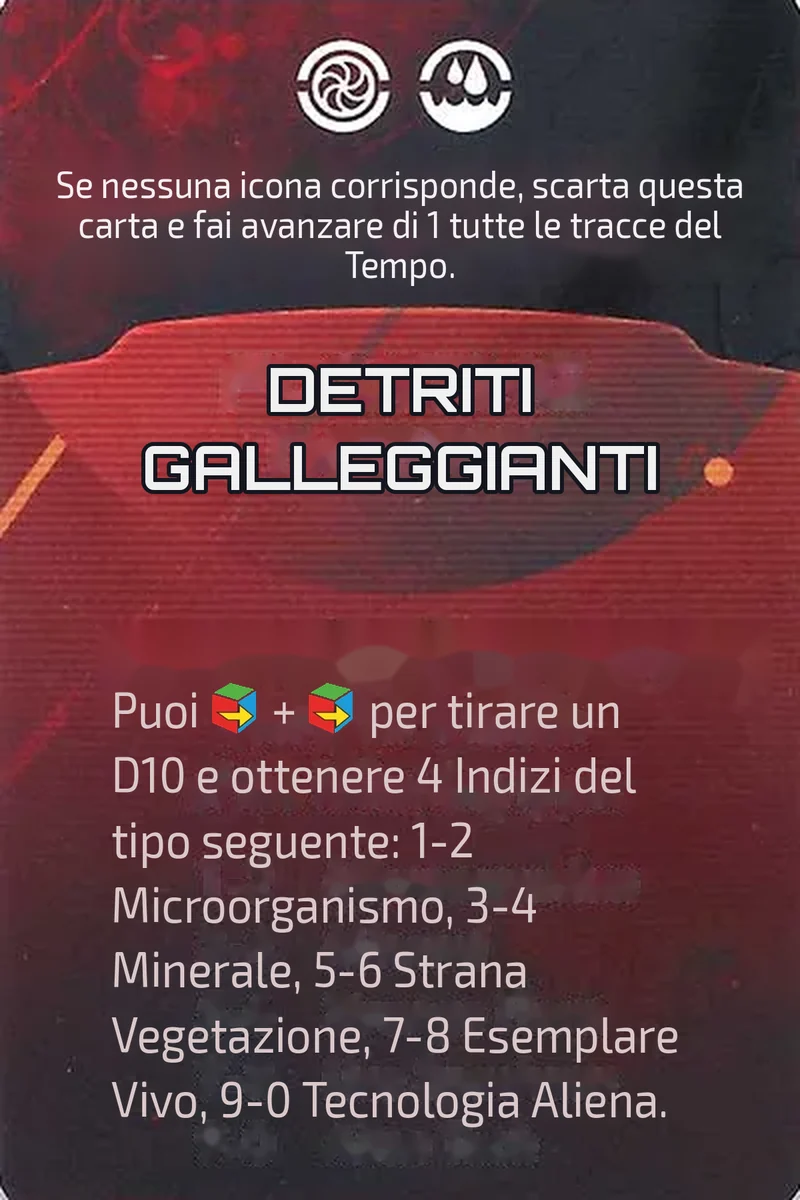 Se nessuna icona corrisponde, scarta questa
carta e fai avanzare di 1 tutte le tracce del
Tempo.
DETRITI
GALLEGGIANTI
Puoi + per tirare un
D10 e ottenere 4 Indizi del
tipo seguente: 1-2
Microorganismo, 3-4
Minerale, 5-6 Strana
Vegetazione, 7-8 Esemplare
Vivo, 9-0 Tecnologia Aliena.